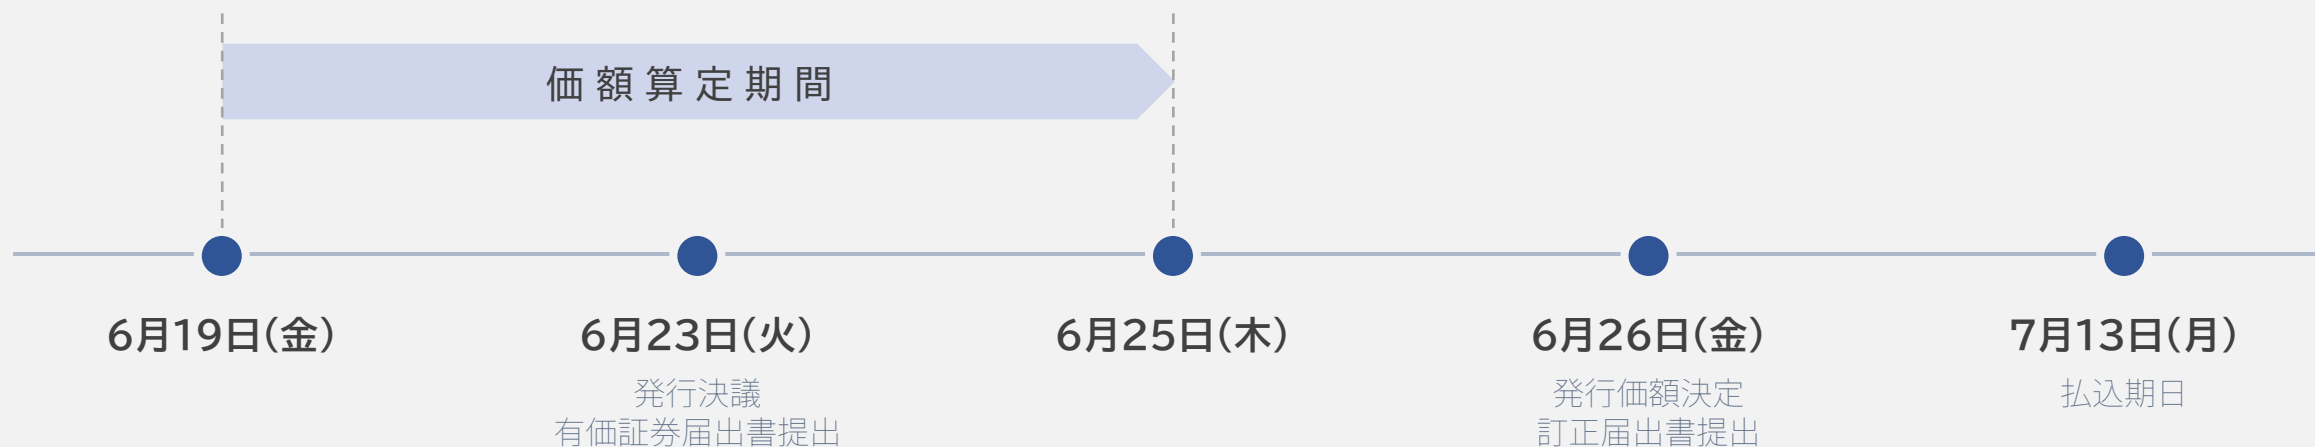 価額算定期間
6月19日(金)
6月23日(火)
発行決議
有価証券届出書提出
6月25日(木)
6月26日(金)
発行価額決定
訂正届出書提出
7月13日(月)
払込期日